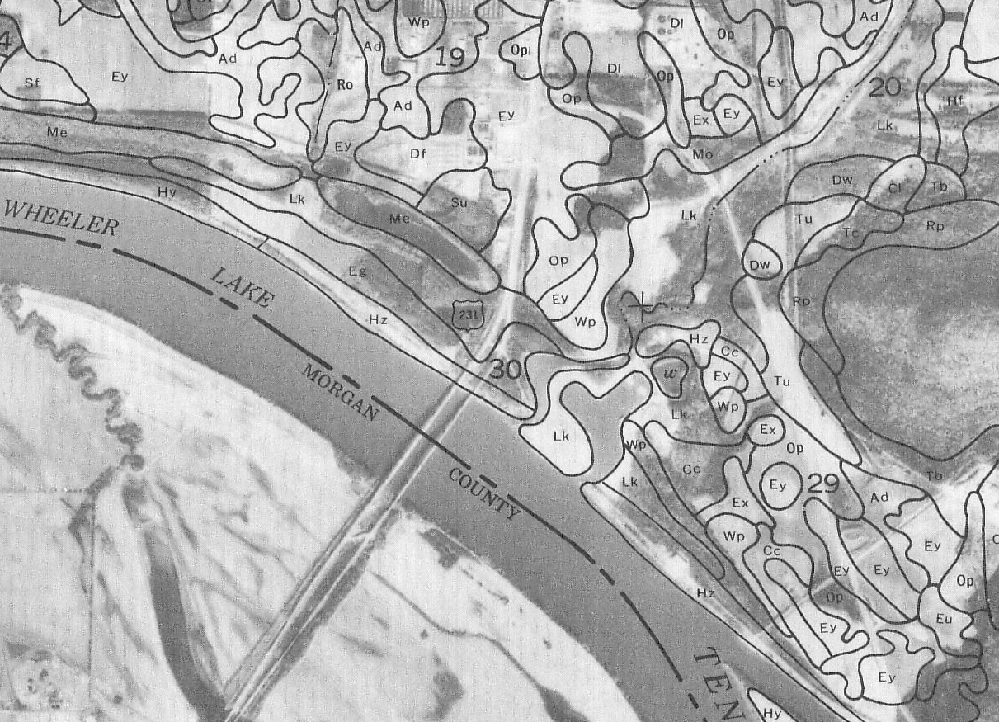 Wp
Ad
Dl
Op
Ad
4
Ad
19
Op
Sf
Ey
Ro
Dl
Op
Ey
20
Op
Hf
Ad
Ey
Ex
Ey
Lk
Me
Ey
Df
Mo
Hy
Lk
Su
Dw
Cl
Tb
WHEELER
Me
Lk
Tu
Tc
Rp
LAKE
Eg
Op
Dw
Hz
231
Ey
Wp
Rp
30
Hz
Cc
MORGAN
w
Ey
Tu
Lk
Wp
Lk
Ex
Wp
Op
COUNTY
Lk
Cc
Ey
29
Tb
Ex
Ad
Wp
Cc
Ey
Ey
Ey
Hz
Op
Op
Eu
Ey
TEN
Ey
Hy